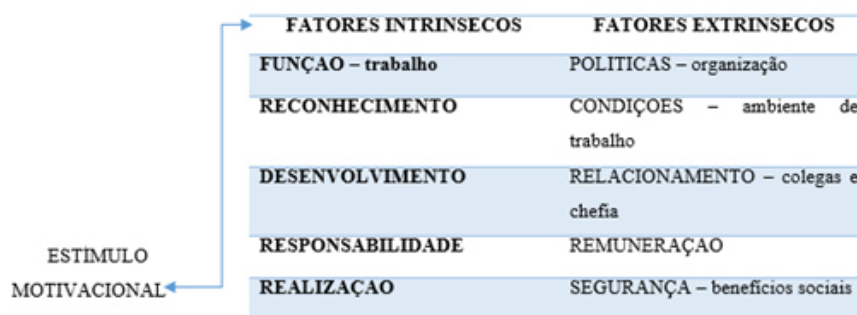 FATORES INTRINSECOS FATORES EXTRINSECOS
FUNÇAO – trabalho POLITICAS – organização
RECONHECIMENTO CONDIÇOES – ambiente de
trabalho
DESENVOLVIMENTO RELACIONAMENTO – colegas e
chefia
RESPONSABILIDADE REMUNERAÇAO
REALIZAÇAO SEGURANÇA – benefícios sociais
ESTÍMULO
MOTIVACIONAL